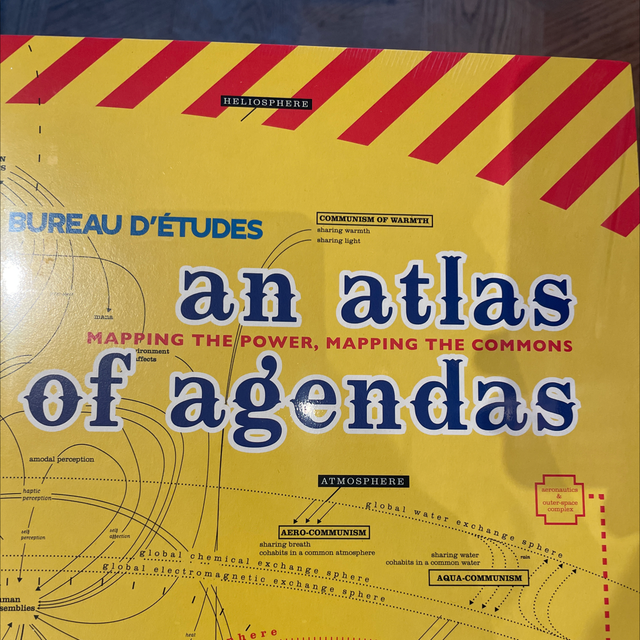 HELIOSPHERE
BUREAU D'ÉTUDES
COMMUNISM OF WARMTH
sharing warmth
sharing light
an atlas
mana
MAPPING THE POWER, MAPPING THE COMMONS
of agendas
amodal perception
haptic
perception
ATMOSPHERE
aeronautics &
outer-space
complex
global water exchange sphere
self
perception
self
affection
AERO-COMMUNISM
sharing breath
cohabits in a common atmosphere
sharing water
cohabits in a common water
rain
AQUA-COMMUNISM
global chemical exchange sphere
global electromagnetic exchange sphere